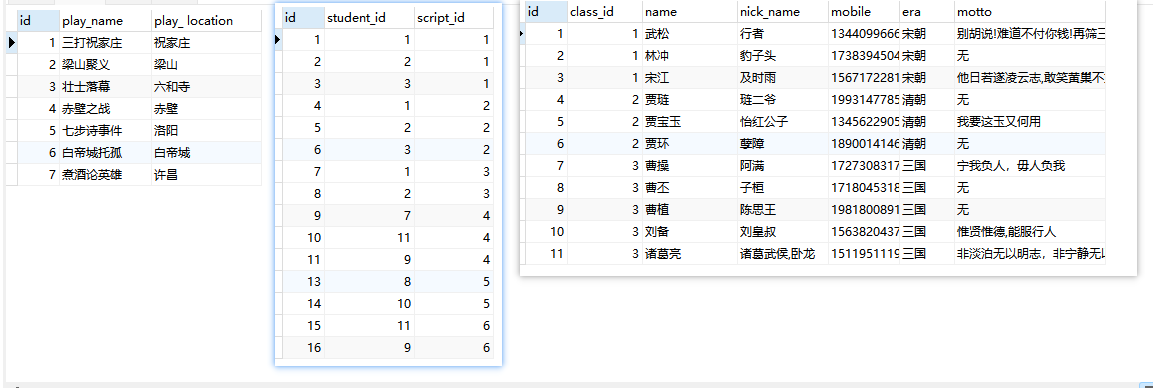 id play_name play_ location
1 三打祝家庄 祝家庄
2 梁山聚义 梁山
3 壮士落幕 六和寺
4 赤壁之战 赤壁
5 七步诗事件 洛阳
6 白帝城托孤 白帝城
7 煮酒论英雄 许昌
id student_id script_id
1 1 1
2 2 1
3 3 1
4 1 2
5 2 2
6 3 2
7 1 3
8 2 3
9 7 4
10 11 4
11 9 4
13 8 5
14 10 5
15 11 6
16 9 6
id class_id name nick_name mobile era motto
1 1 武松 行者 1344099666 宋朝 别胡说!难道不付你钱!再筛三
2 1 林冲 豹子头 1738394504 宋朝 无
3 1 宋江 及时雨 1567172281 宋朝 他日若遂凌云志,敢笑黄巢不
4 2 贾琏 琏二爷 1993147785 清朝 无
5 2 贾宝玉 怡红公子 1345622905 清朝 我要这玉又何用
6 2 贾环 孽障 1890014146 清朝 无
7 3 曹操 阿满 1727308317 三国 宁我负人，毋人负我
8 3 曹丕 子桓 1718045318 三国 无
9 3 曹植 陈思王 1981800891 三国 无
10 3 刘备 刘皇叔 1563820437 三国 惟贤惟德,能服行人
11 3 诸葛亮 诸葛武侯,卧龙 1511951119 三国 非淡泊无以明志，非宁静无以